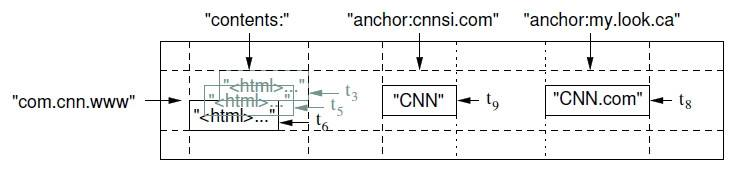 "contents:" "anchor:cnnsi.com" "anchor:my.look.ca"
"<html>..." t3
"com.cnn.www" "<html>..." t5 "CNN" t9 "CNN.com" t8
"<html>..." t6